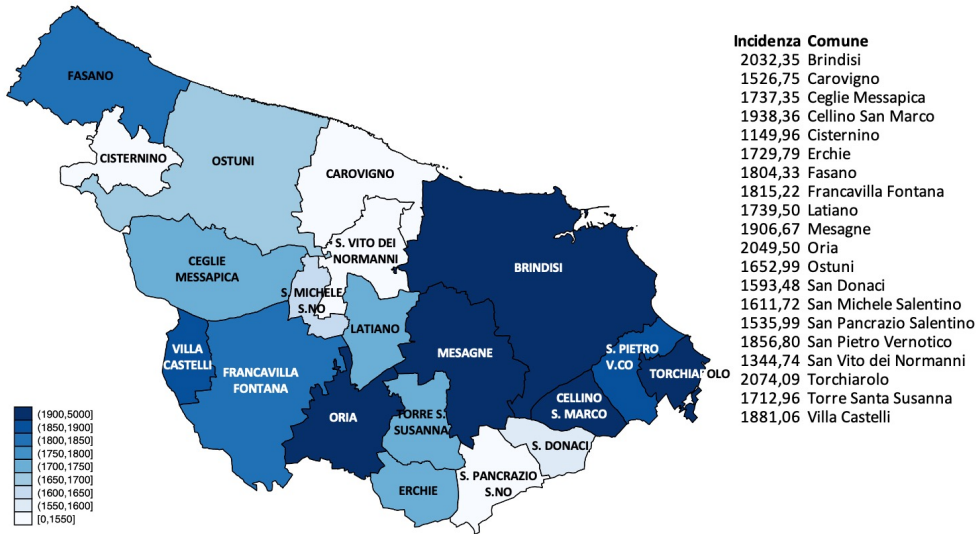 FASANO
CISTERNINO
OSTUNI
CAROVIGNO
S. VITO DEI
NORMANNI
CEGLIE
MESSAPICA
S. MICHELE
S.NO
BRINDISI
LATIANO
VILLA
CASTELLI
FRANCAVILLA
FONTANA
MESAGNE
S. PIETRO
V.CO
TORCHIAROLO
ORIA
TORRE S.
SUSANNA
CELLINO
S. MARCO
S. DONACI
ERCHIE
S. PANCRAZIO
S.NO
(1900,5000]
(1850,1900]
(1800,1850]
(1750,1800]
(1700,1750]
(1650,1700]
(1600,1650]
(1550,1600]
[0,1550]
Incidenza Comune
2032,35 Brindisi
1526,75 Carovigno
1737,35 Ceglie Messapica
1938,36 Cellino San Marco
1149,96 Cisternino
1729,79 Erchie
1804,33 Fasano
1815,22 Francavilla Fontana
1739,50 Latiano
1906,67 Mesagne
2049,50 Oria
1652,99 Ostuni
1593,48 San Donaci
1611,72 San Michele Salentino
1535,99 San Pancrazio Salentino
1856,80 San Pietro Vernotico
1344,74 San Vito dei Normanni
2074,09 Torchiarolo
1712,96 Torre Santa Susanna
1881,06 Villa Castelli